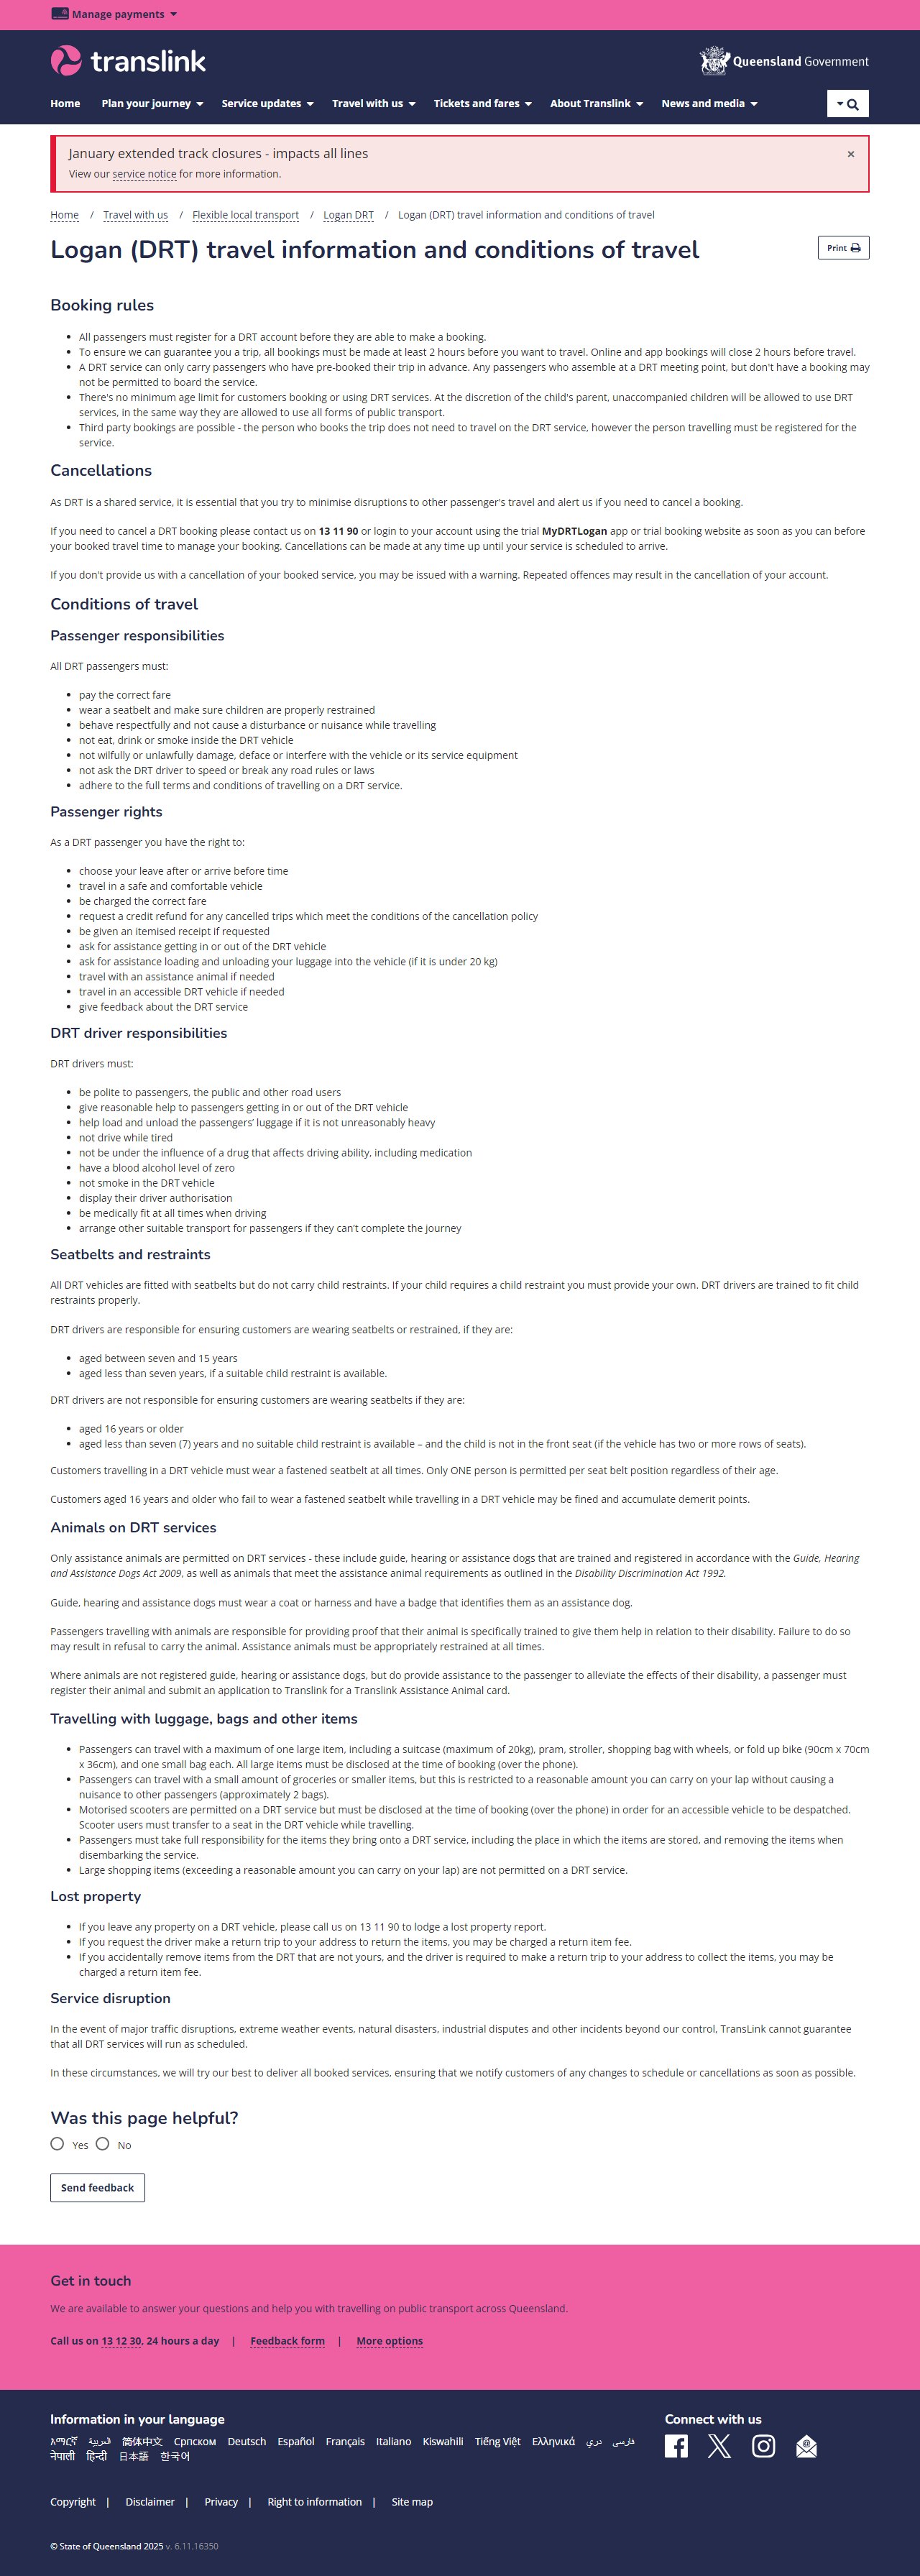 Manage payments
translink
Queensland Government
Home Plan your journey Service updates Travel with us Tickets and fares About Translink News and media
January extended track closures - impacts all lines
×
View our service notice for more information.
Home / Travel with us / Flexible local transport / Logan DRT / Logan (DRT) travel information and conditions of travel
Logan (DRT) travel information and conditions of travel
Print
Booking rules
• All passengers must register for a DRT account before they are able to make a booking.
• To ensure we can guarantee you a trip, all bookings must be made at least 2 hours before you want to travel. Online and app bookings will close 2 hours before travel.
• A DRT service can only carry passengers who have pre-booked their trip in advance. Any passengers who assemble at a DRT meeting point, but don't have a booking may
not be permitted to board the service.
• There's no minimum age limit for customers booking or using DRT services. At the discretion of the child's parent, unaccompanied children will be allowed to use DRT
services, in the same way they are allowed to use all forms of public transport.
• Third party bookings are possible - the person who books the trip does not need to travel on the DRT service, however the person travelling must be registered for the
service.
Cancellations
As DRT is a shared service, it is essential that you try to minimise disruptions to other passenger's travel and alert us if you need to cancel a booking.
If you need to cancel a DRT booking please contact us on 13 11 90 or login to your account using the trial MyDRTLogan app or trial booking website as soon as you can before
your booked travel time to manage your booking. Cancellations can be made at any time up until your service is scheduled to arrive.
If you don't provide us with a cancellation of your booked service, you may be issued with a warning. Repeated offences may result in the cancellation of your account.
Conditions of travel
Passenger responsibilities
All DRT passengers must:
• pay the correct fare
• wear a seatbelt and make sure children are properly restrained
• behave respectfully and not cause a disturbance or nuisance while travelling
• not eat, drink or smoke inside the DRT vehicle
• not wilfully or unlawfully damage, deface or interfere with the vehicle or its service equipment
• not ask the DRT driver to speed or break any road rules or laws
• adhere to the full terms and conditions of travelling on a DRT service.
Passenger rights
As a DRT passenger you have the right to:
• choose your leave after or arrive before time
• travel in a safe and comfortable vehicle
• be charged the correct fare
• request a credit refund for any cancelled trips which meet the conditions of the cancellation policy
• be given an itemised receipt if requested
• ask for assistance getting in or out of the DRT vehicle
• ask for assistance loading and unloading your luggage into the vehicle (if it is under 20 kg)
• travel with an assistance animal if needed
• travel in an accessible DRT vehicle if needed
• give feedback about the DRT service
DRT driver responsibilities
DRT drivers must:
• be polite to passengers, the public and other road users
• give reasonable help to passengers getting in or out of the DRT vehicle
• help load and unload the passengers' luggage if it is not unreasonably heavy
• not drive while tired
• not be under the influence of a drug that affects driving ability, including medication
• have a blood alcohol level of zero
• not smoke in the DRT vehicle
• display their driver authorisation
• be medically fit at all times when driving
• arrange other suitable transport for passengers if they can't complete the journey
Seatbelts and restraints
All DRT vehicles are fitted with seatbelts but do not carry child restraints. If your child requires a child restraint you must provide your own. DRT drivers are trained to fit child
restraints properly.
DRT drivers are responsible for ensuring customers are wearing seatbelts or restrained, if they are:
• aged between seven and 15 years
• aged less than seven years, if a suitable child restraint is available.
DRT drivers are not responsible for ensuring customers are wearing seatbelts if they are:
• aged 16 years or older
• aged less than seven (7) years and no suitable child restraint is available – and the child is not in the front seat (if the vehicle has two or more rows of seats).
Customers travelling in a DRT vehicle must wear a fastened seatbelt at all times. Only ONE person is permitted per seat belt position regardless of their age.
Customers aged 16 years and older who fail to wear a fastened seatbelt while travelling in a DRT vehicle may be fined and accumulate demerit points.
Animals on DRT services
Only assistance animals are permitted on DRT services - these include guide, hearing or assistance dogs that are trained and registered in accordance with the Guide, Hearing
and Assistance Dogs Act 2009, as well as animals that meet the assistance animal requirements as outlined in the Disability Discrimination Act 1992.
Guide, hearing and assistance dogs must wear a coat or harness and have a badge that identifies them as an assistance dog.
Passengers travelling with animals are responsible for providing proof that their animal is specifically trained to give them help in relation to their disability. Failure to do so
may result in refusal to carry the animal. Assistance animals must be appropriately restrained at all times.
Where animals are not registered guide, hearing or assistance dogs, but do provide assistance to the passenger to alleviate the effects of their disability, a passenger must
register their animal and submit an application to Translink for a Translink Assistance Animal card.
Travelling with luggage, bags and other items
• Passengers can travel with a maximum of one large item, including a suitcase (maximum of 20kg), pram, stroller, shopping bag with wheels, or fold up bike (90cm x 70cm
x 36cm), and one small bag each. All large items must be disclosed at the time of booking (over the phone).
• Passengers can travel with a small amount of groceries or smaller items, but this is restricted to a reasonable amount you can carry on your lap without causing a
nuisance to other passengers (approximately 2 bags).
• Motorised scooters are permitted on a DRT service but must be disclosed at the time of booking (over the phone) in order for an accessible vehicle to be despatched.
Scooter users must transfer to a seat in the DRT vehicle while travelling.
• Passengers must take full responsibility for the items they bring onto a DRT service, including the place in which the items are stored, and removing the items when
disembarking the service.
• Large shopping items (exceeding a reasonable amount you can carry on your lap) are not permitted on a DRT service.
Lost property
• If you leave any property on a DRT vehicle, please call us on 13 11 90 to lodge a lost property report.
• If you request the driver make a return trip to your address to return the items, you may be charged a return item fee.
• If you accidentally remove items from the DRT that are not yours, and the driver is required to make a return trip to your address to collect the items, you may be
charged a return item fee.
Service disruption
In the event of major traffic disruptions, extreme weather events, natural disasters, industrial disputes and other incidents beyond our control, TransLink cannot guarantee
that all DRT services will run as scheduled.
In these circumstances, we will try our best to deliver all booked services, ensuring that we notify customers of any changes to schedule or cancellations as soon as possible.
Was this page helpful?
Yes No
Send feedback
Get in touch
We are available to answer your questions and help you with travelling on public transport across Queensland.
Call us on 13 12 30, 24 hours a day | Feedback form | More options
Information in your language
አማርኛ العربية 简体中文 Српском Deutsch Español Français Italiano Kiswahili Tiếng Việt Ελληνικά دری فارسی
नेपाली हिन्दी 日本語 한국어
Connect with us
Copyright | Disclaimer | Privacy | Right to information | Site map
© State of Queensland 2025 v. 6.11.16350